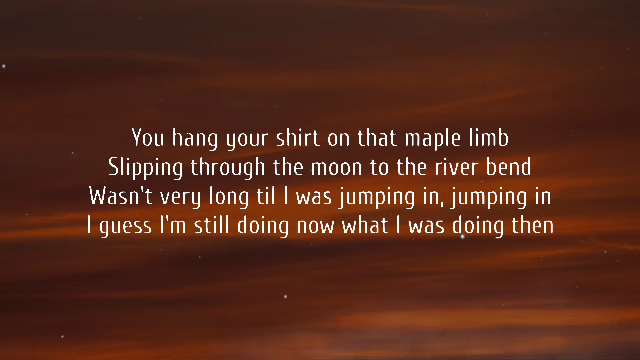 You hang your shirt on that maple limb
Slipping through the moon to the river bend
Wasn't very long til I was jumping in, jumping in
I guess I'm still doing now what I was doing then